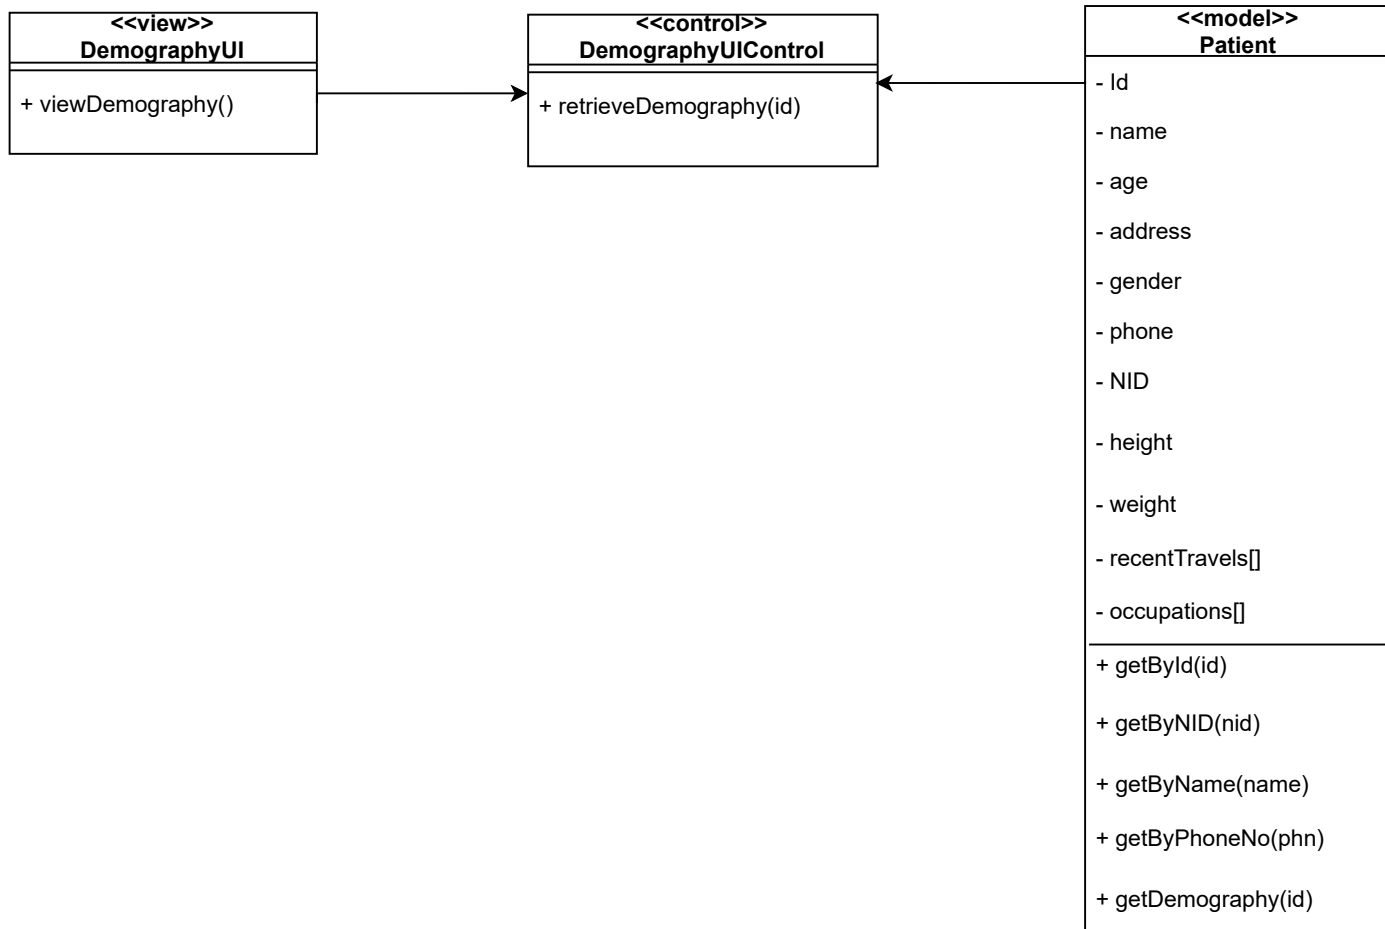 <<view>>
DemographyUI
+ viewDemography()
<<control>>
DemographyUIControl
+ retrieveDemography(id)
<<model>>
Patient
- Id
- name
- age
- address
- gender
- phone
- NID
- height
- weight
- recentTravels[]
- occupations[]
+ getById(id)
+ getByNID(nid)
+ getByName(name)
+ getByPhoneNo(phn)
+ getDemography(id)